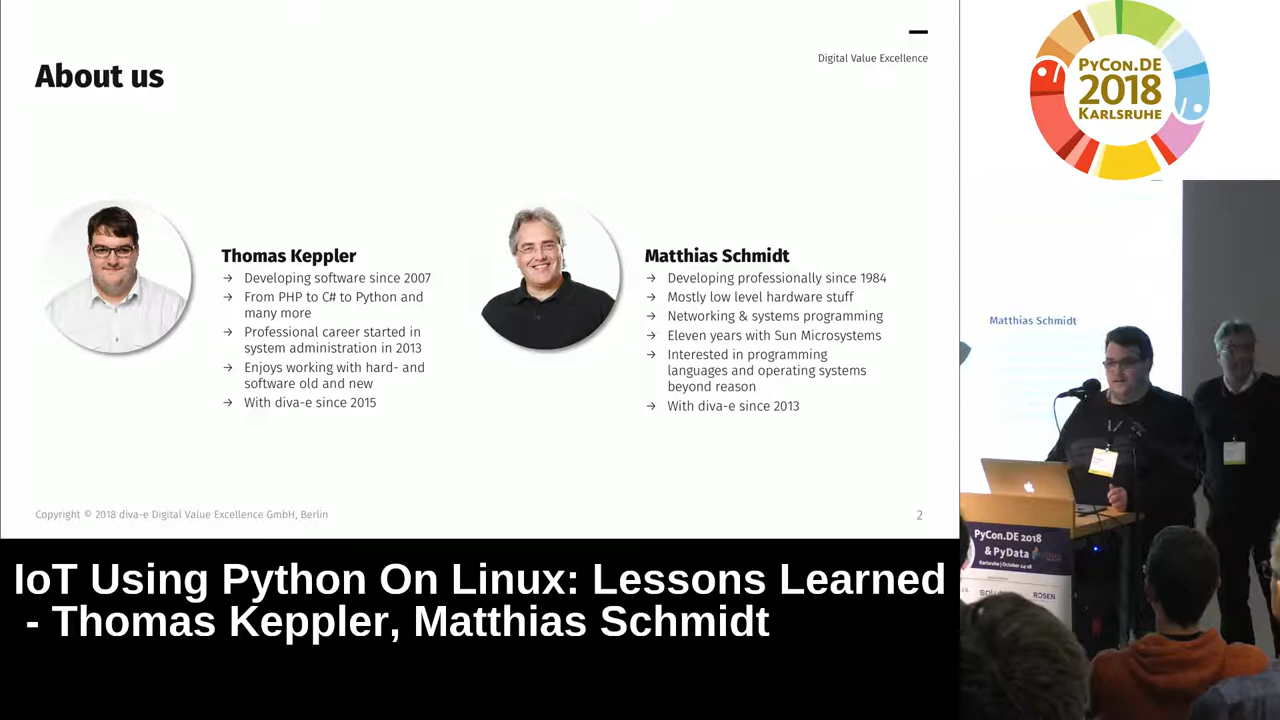 About us
Digital Value Excellence
Thomas Keppler
→ Developing software since 2007
→ From PHP to C# to Python and
many more
→ Professional career started in
system administration in 2013
→ Enjoys working with hard- and
software old and new
→ With diva-e since 2015
Matthias Schmidt
→ Developing professionally since 1984
→ Mostly low level hardware stuff
→ Networking & systems programming
→ Eleven years with Sun Microsystems
→ Interested in programming
languages and operating systems
beyond reason
→ With diva-e since 2013
Copyright © 2018 diva-e Digital Value Excellence GmbH, Berlin
2
PYCON.DE
2018
KARLSRUHE
Matthias Schmidt
PyCon.DE 2018
& PyData
Karlsruhe | October 24-28
ROSEN
IoT Using Python On Linux: Lessons Learned
- Thomas Keppler, Matthias Schmidt